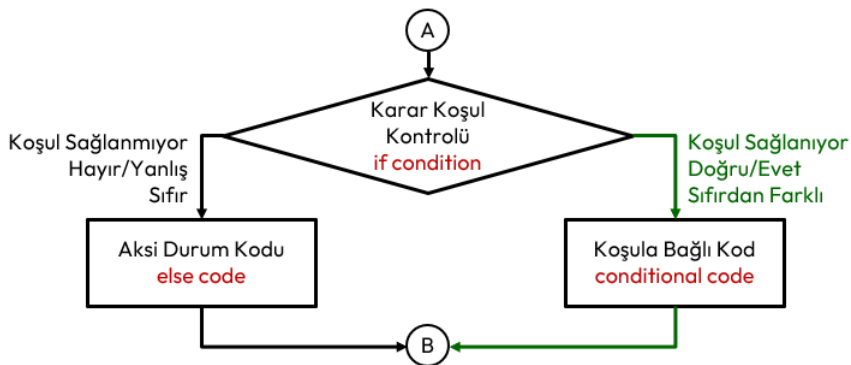 A
Karar Koşul
Kontrolü
if condition
Koşul Sağlanmıyor
Hayır/Yanlış
Sıfır
Koşul Sağlanıyor
Doğru/Evet
Sıfırdan Farklı
Aksi Durum Kodu
else code
Koşula Bağlı Kod
conditional code
B